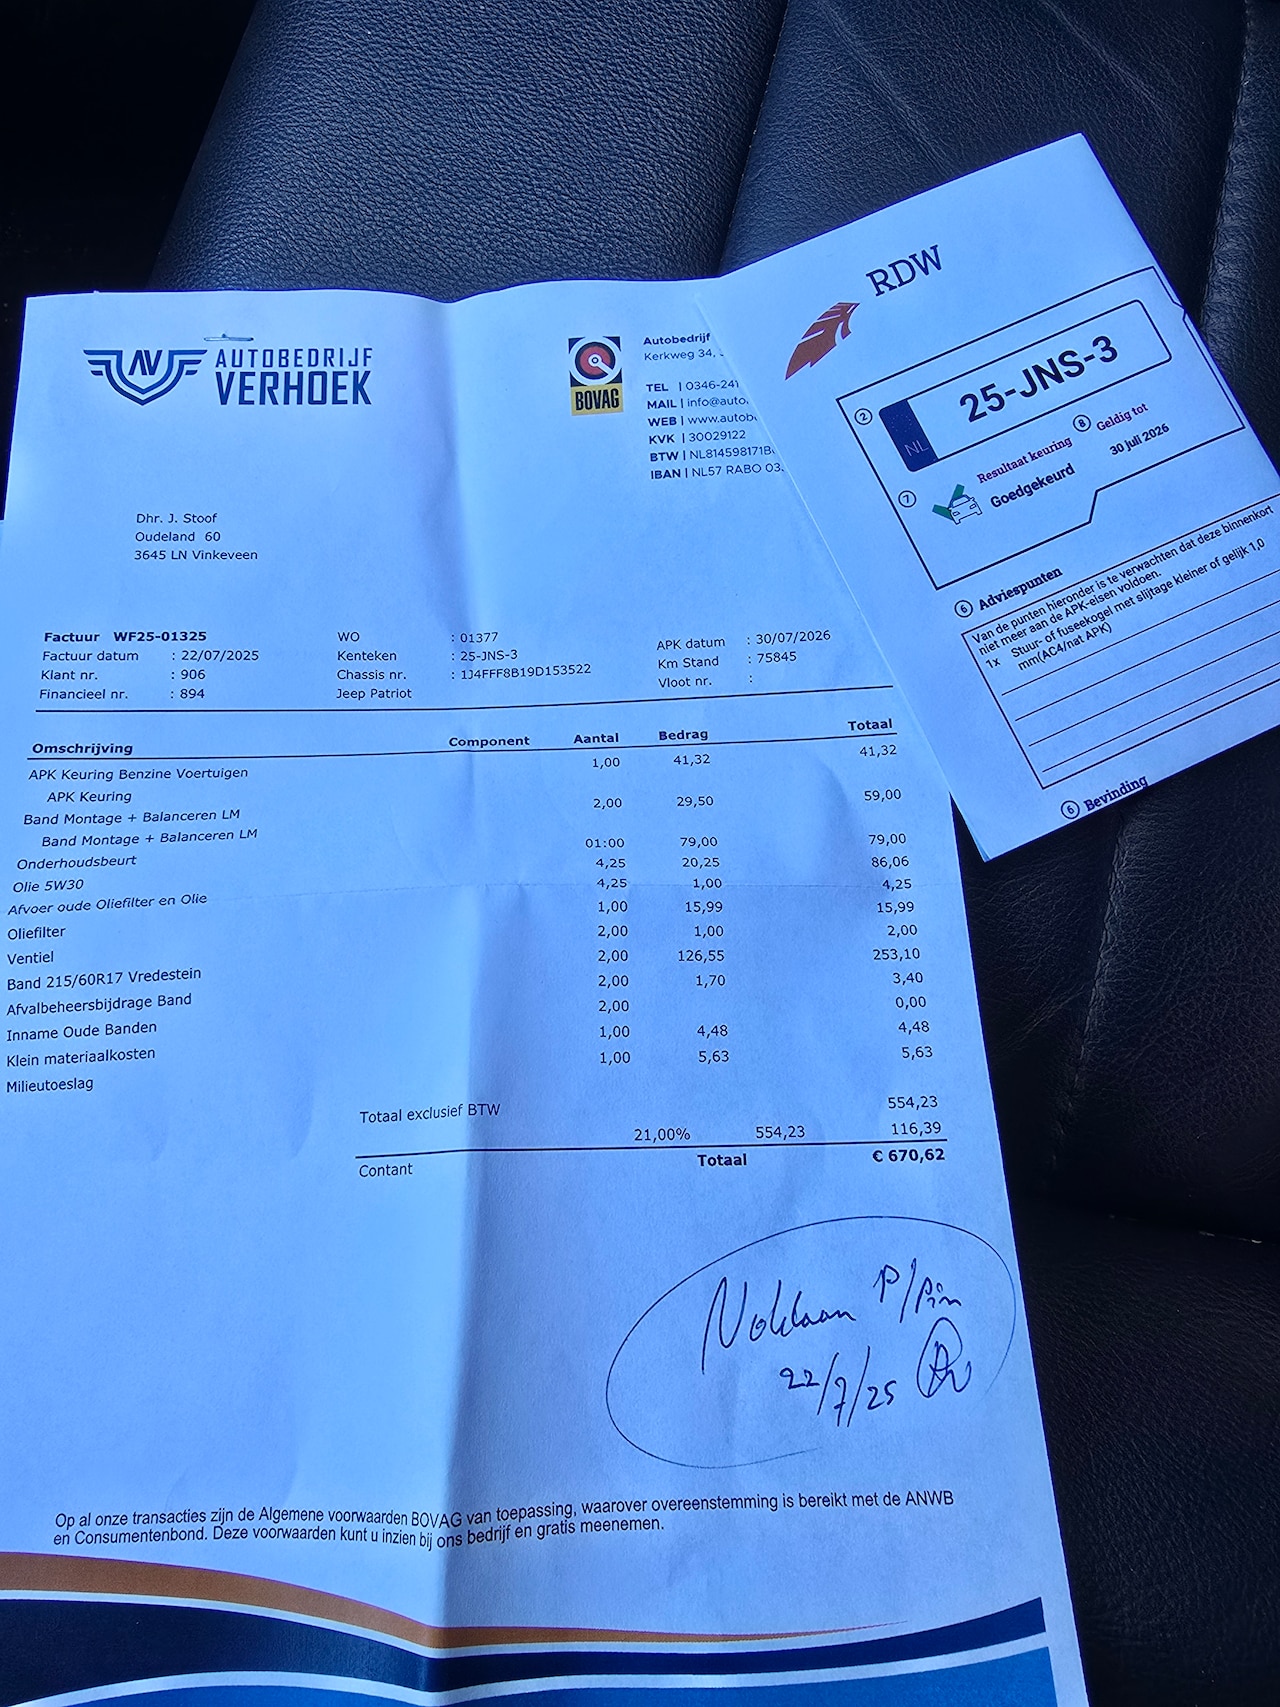 AV AUTOBEDRIJF
VERHOEK
BOVAG
Autobedrijf
Kerkweg 34,
TEL | 0346-241
MAIL | info@auto.
WEB | www.autob
KVK | 30029122
BTW | NL814598171B
IBAN | NL57 RABO 03
Dhr. J. Stoof
Oudeland 60
3645 LN Vinkeveen
Factuur WF25-01325
Factuur datum : 22/07/2025
Klant nr. : 906
Financieel nr. : 894
WO : 01377
Kenteken : 25-JNS-3
Chassis nr. : 1J4FFF8B19D153522
Jeep Patriot
APK datum : 30/07/2026
Km Stand : 75845
Vloot nr. :
Omschrijving Component Aantal Bedrag Totaal
APK Keuring Benzine Voertuigen 1,00 41,32 41,32
APK Keuring
Band Montage + Balanceren LM 2,00 29,50 59,00
Band Montage + Balanceren LM
Onderhoudsbeurt 01:00 79,00 79,00
Olie 5W30 4,25 20,25 86,06
Afvoer oude Oliefilter en Olie 4,25 1,00 4,25
Oliefilter 1,00 15,99 15,99
Ventiel 2,00 1,00 2,00
Band 215/60R17 Vredestein 2,00 126,55 253,10
Afvalbeheersbijdrage Band 2,00 1,70 3,40
Inname Oude Banden 2,00 0,00
Klein materiaalkosten 1,00 4,48 4,48
Milieutoeslag 1,00 5,63 5,63
Totaal exclusief BTW 554,23
21,00% 554,23 116,39
Contant Totaal € 670,62
Voldaan P/Pin
22/7/25
Op al onze transacties zijn de Algemene voorwaarden BOVAG van toepassing, waarover overeenstemming is bereikt met de ANWB
en Consumentenbond. Deze voorwaarden kunt u inzien bij ons bedrijf en gratis meenemen.
RDW
2 NL 25-JNS-3
7 Resultaat keuring
Goedgekeurd
8 Geldig tot
30 juli 2026
6 Adviespunten
Van de punten hieronder is te verwachten dat deze binnenkort
niet meer aan de APK-eisen voldoen.
1x Stuur- of fuseekogel met slijtage kleiner of gelijk 1,0
mm(AC4/nat APK)
6 Bevinding